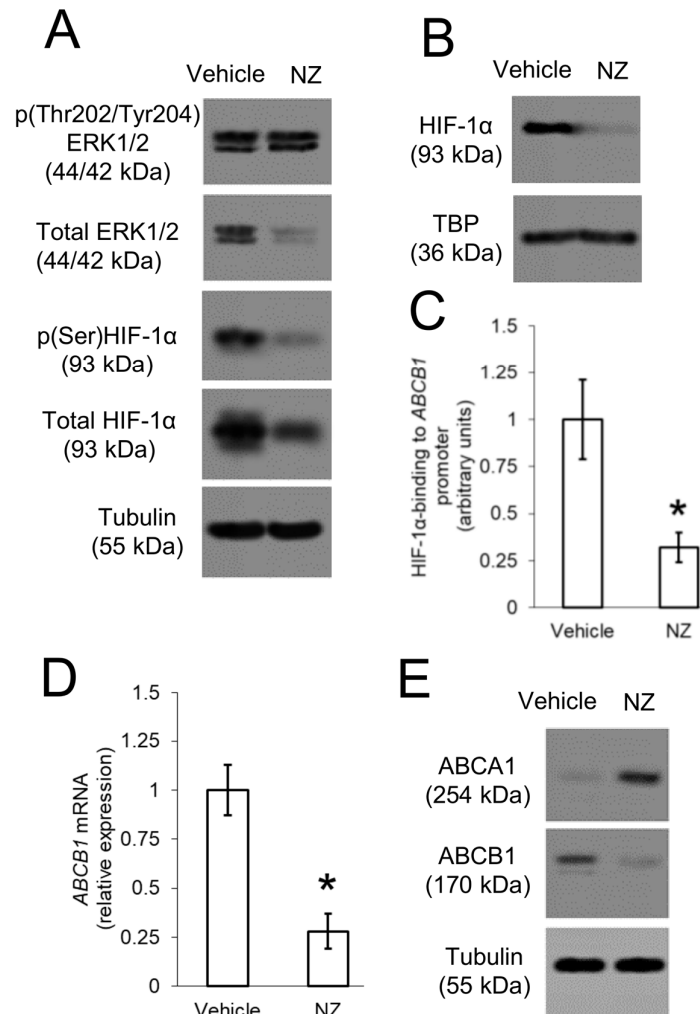 A
Vehicle NZ
p(Thr202/Tyr204)
ERK1/2
(44/42 kDa)
Total ERK1/2
(44/42 kDa)
p(Ser)HIF-1α
(93 kDa)
Total HIF-1α
(93 kDa)
Tubulin
(55 kDa)
B
Vehicle NZ
HIF-1α
(93 kDa)
TBP
(36 kDa)
C
HIF-1α-binding to ABCB1
promoter
(arbitrary units)
1.5
1.25
1
0.75
0.5
0.25
0
*
Vehicle NZ
D
ABCB1 mRNA
(relative expression)
1.5
1.25
1
0.75
0.5
0.25
0
*
Vehicle NZ
E
Vehicle NZ
ABCA1
(254 kDa)
ABCB1
(170 kDa)
Tubulin
(55 kDa)